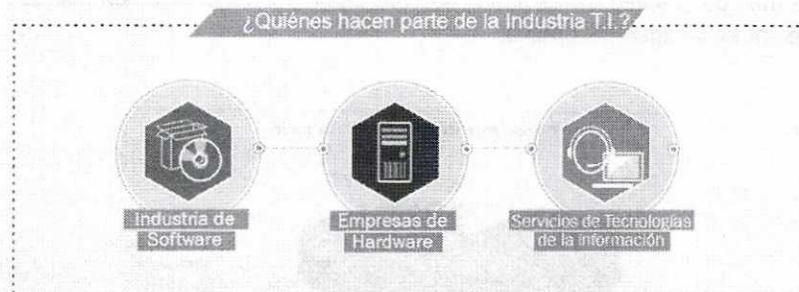 ¿Quiénes hacen parte de la Industria T.I.?
Industria de
Software
Empresas de
Hardware
Servicios de Tecnologías
de la Información